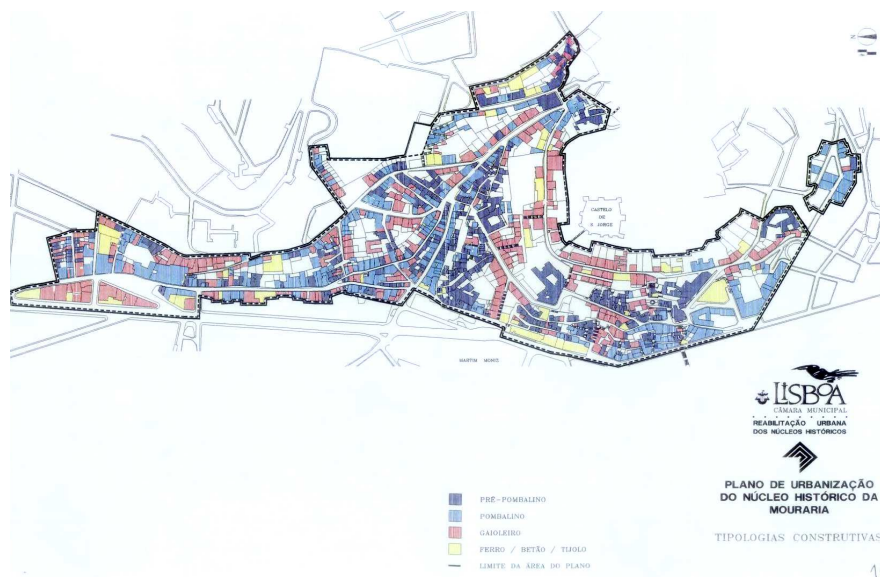 N
CASTELO
DE
S. JORGE
MARTIM MONIZ
LISBOA
CÂMARA MUNICIPAL
REABILITAÇÃO URBANA
DOS NÚCLEOS HISTÓRICOS
PLANO DE URBANIZAÇÃO
DO NÚCLEO HISTÓRICO DA
MOURARIA
TIPOLOGIAS CONSTRUTIVAS
PRÉ-POMBALINO
POMBALINO
GAIOLEIRO
FERRO / BETÃO / TIJOLO
LIMITE DA ÁREA DO PLANO
1